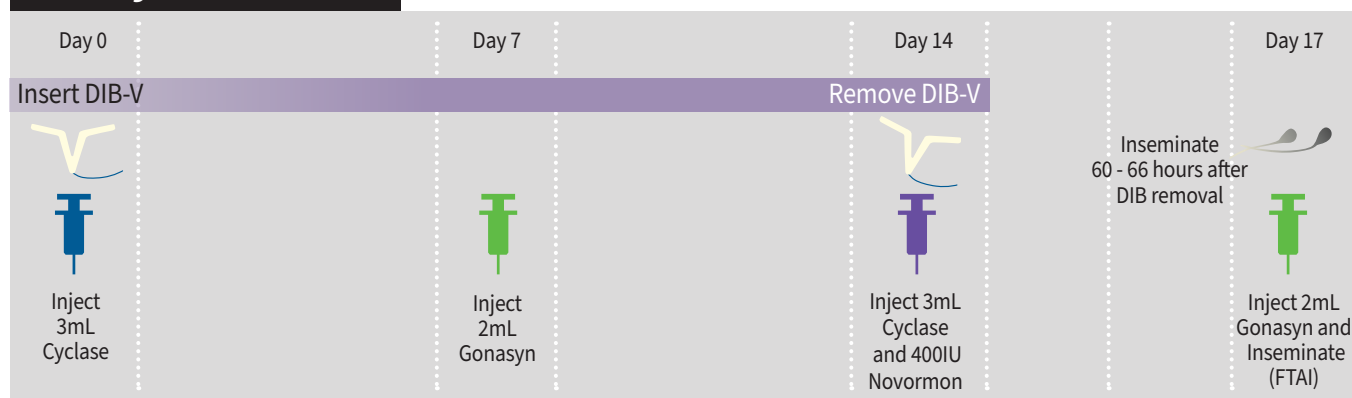 Day 0
Day 7
Day 14
Day 17
Insert DIB-V
Remove DIB-V
Inseminate
60 - 66 hours after
DIB removal
Inject
3mL
Cyclase
Inject
2mL
Gonasyn
Inject 3mL
Cyclase
and 400IU
Novormon
Inject 2mL
Gonasyn and
Inseminate
(FTAI)